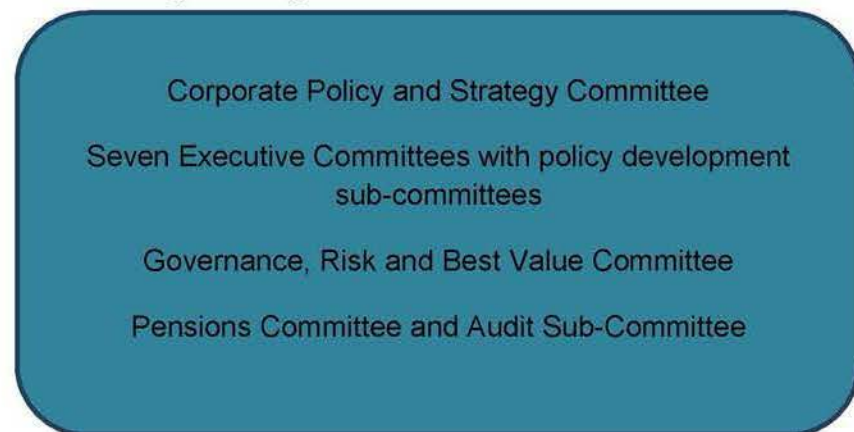 Corporate Policy and Strategy Committee
Seven Executive Committees with policy development
sub-committees
Governance, Risk and Best Value Committee
Pensions Committee and Audit Sub-Committee